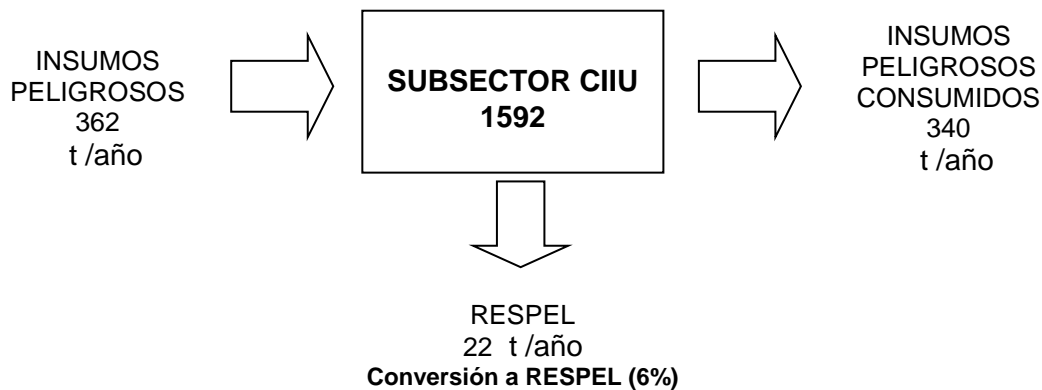 INSUMOS
PELIGROSOS
362
t /año
SUBSECTOR CIIU
1592
INSUMOS
PELIGROSOS
CONSUMIDOS
340
t /año
RESPEL
22 t /año
Conversión a RESPEL (6%)